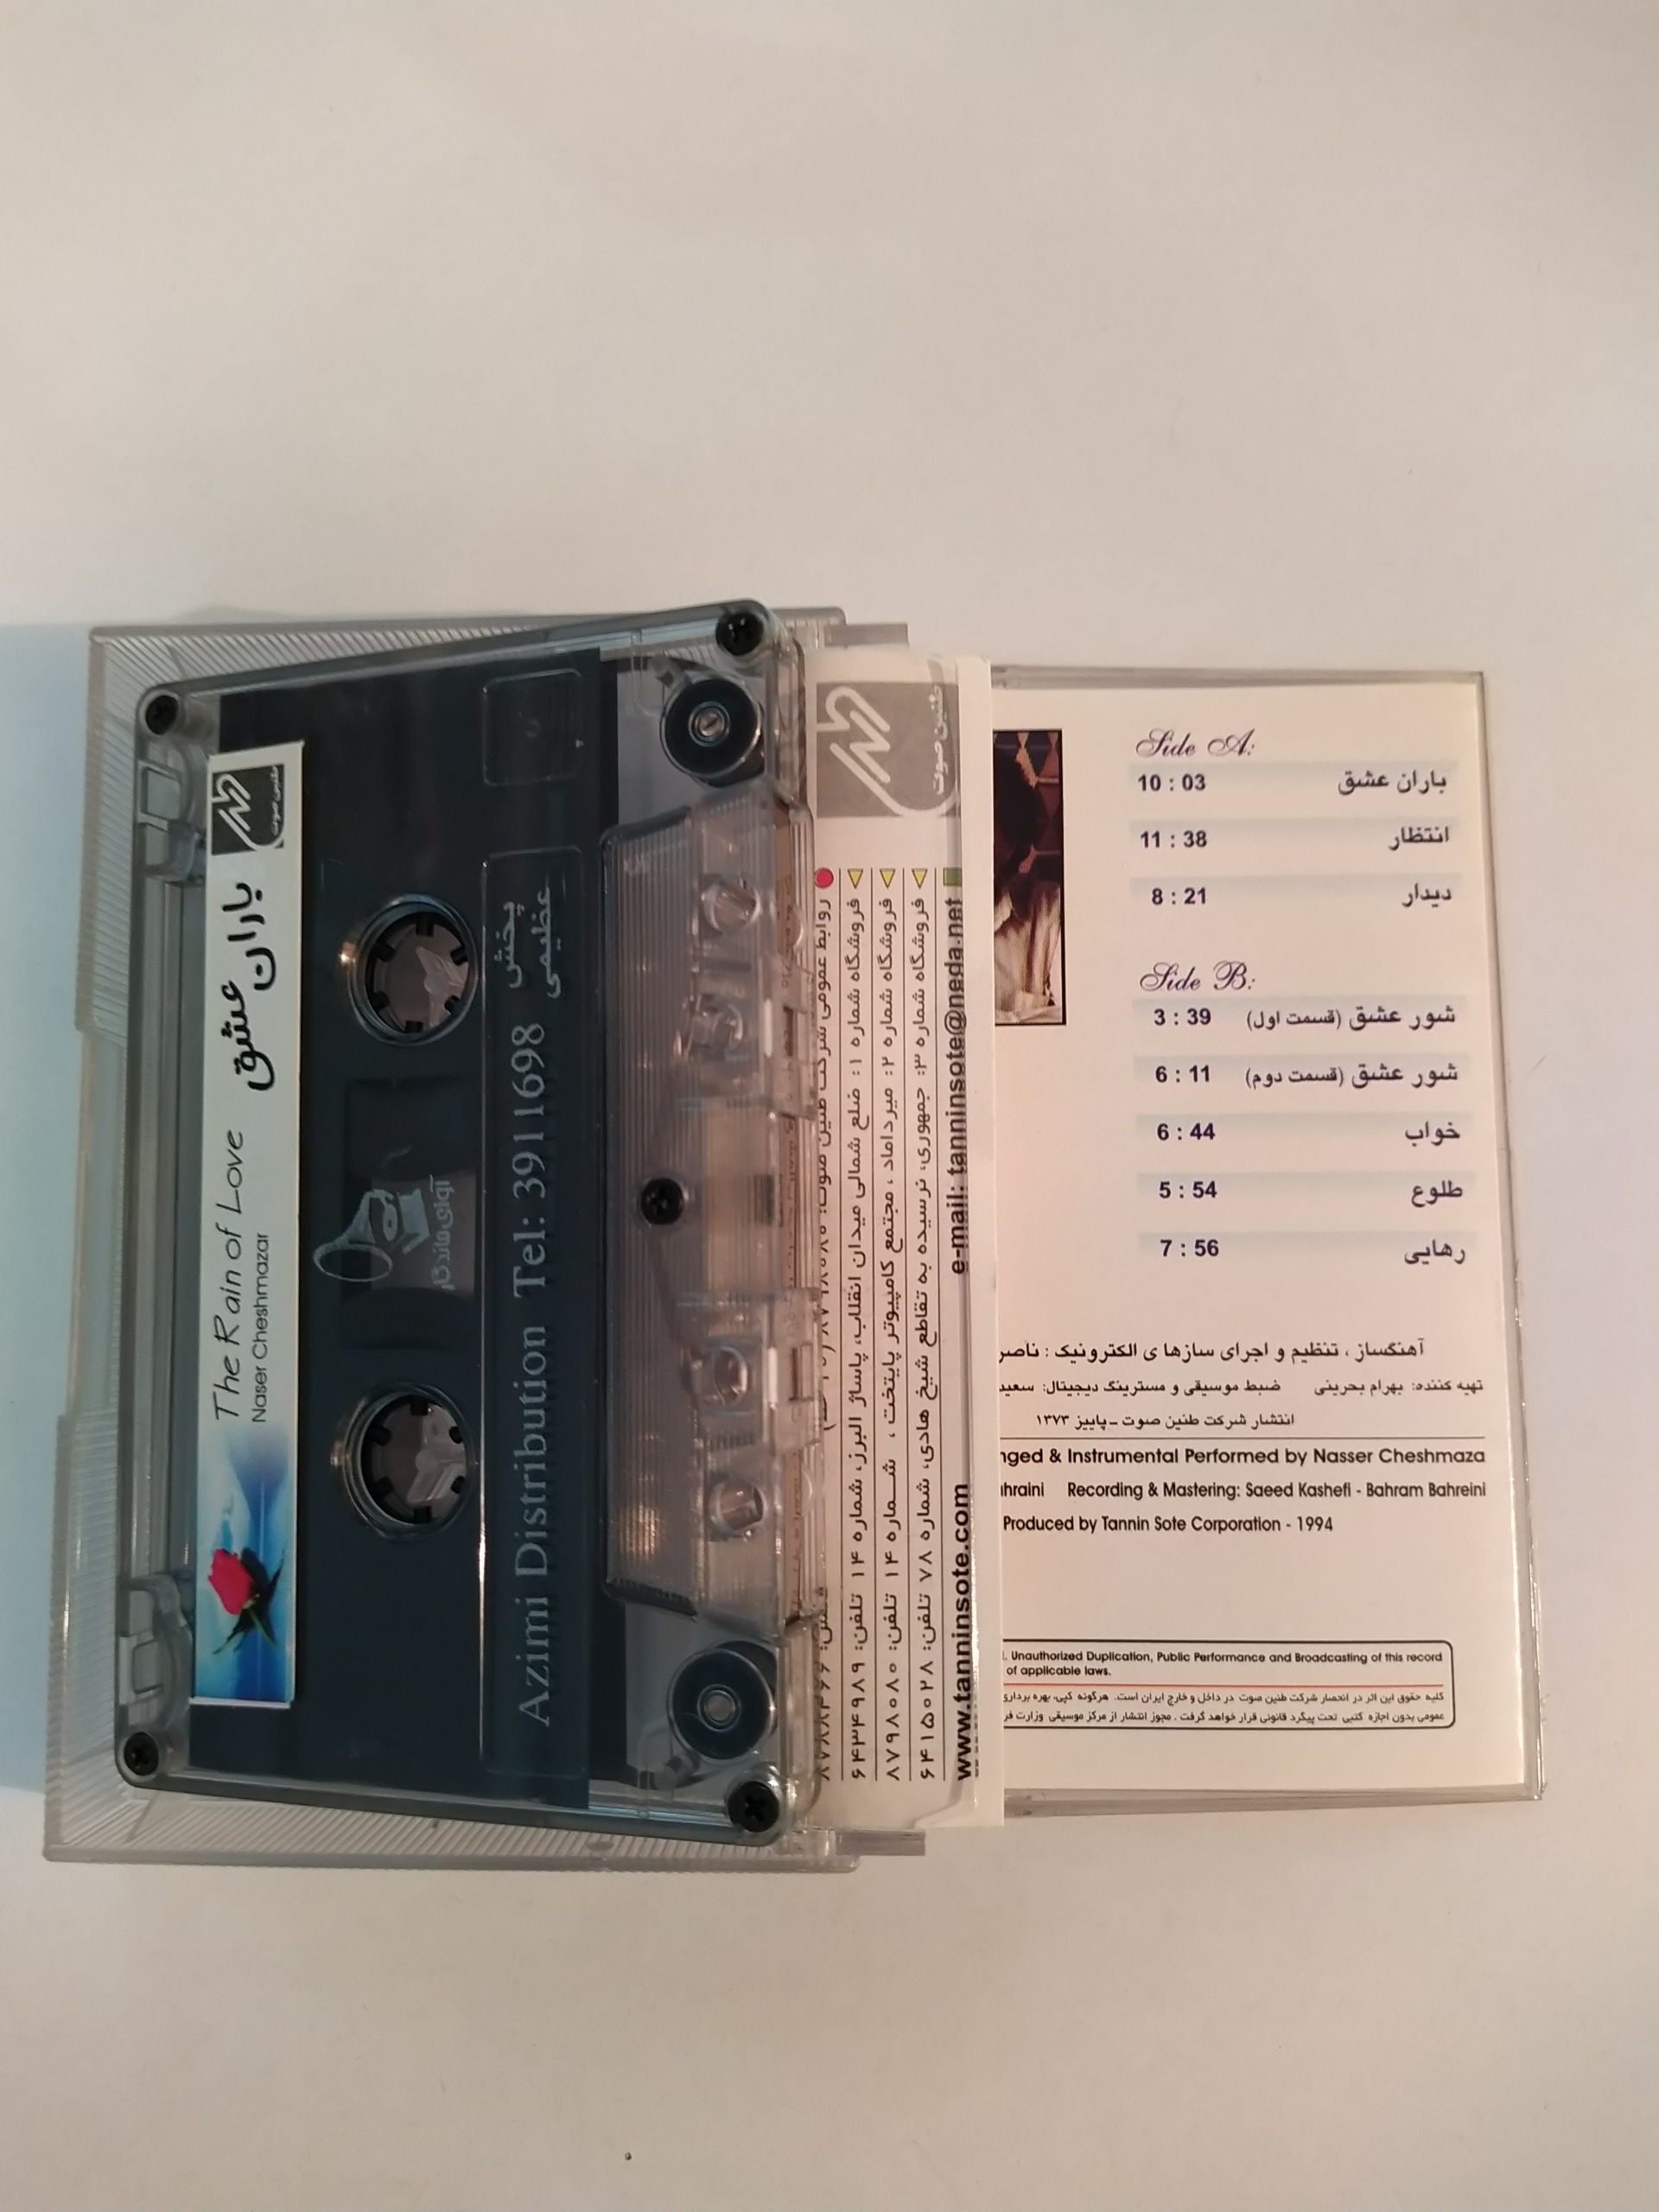 طنین صوت
باران عشق
The Rain of Love
Naser Cheshmazar
آوای ماندگار
پخش
عظیمی
Azimi Distribution Tel: 3911698
طنین صوت
روابط عمومی شرکت طنین صوت:
فروشگاه شماره ۱: ضلع شمالی میدان انقلاب، پاساژ البرز، شماره ۱۴ تلفن: ۶۴۳۴۹۸۹
فروشگاه شماره ۲: میرداماد، مجتمع کامپیوتر پایتخت، شـماره ۱۴ تلفن: ۸۷۹۸۰۸۰
فروشگاه شماره ۳: جمهوری، نرسیده به تقاطع شیخ هادی، شماره ۷۸ تلفن: ۶۴۱۵۰۲۸
e-mail: tanninsote@neda.net www.tanninsote.com
Side A:
باران عشق 10 : 03
انتظار 11 : 38
دیدار 8 : 21
Side B:
شور عشق (قسمت اول) 3 : 39
شور عشق (قسمت دوم) 6 : 11
خواب 6 : 44
طلوع 5 : 54
رهایی 7 : 56
آهنگساز ، تنظیم و اجرای سازها ی الکترونیک : ناصر
تهیه کننده: بهرام بحرینی ضبط موسیقی و مسترینگ دیجیتال: سعید
انتشار شرکت طنین صوت ـ پاییز ۱۳۷۳
nged & Instrumental Performed by Nasser Cheshmaza
ahraini Recording & Mastering: Saeed Kashefi - Bahram Bahreini
Produced by Tannin Sote Corporation - 1994
. Unauthorized Duplication, Public Performance and Broadcasting of this record
of applicable laws.
کلیه حقوق این اثر در انحصار شرکت طنین صوت در داخل و خارج ایران است. هرگونه کپی، بهره برداری
عمومی بدون اجازه کتبی تحت پیگرد قانونی قرار خواهد گرفت . مجوز انتشار از مرکز موسیقی وزارت فر